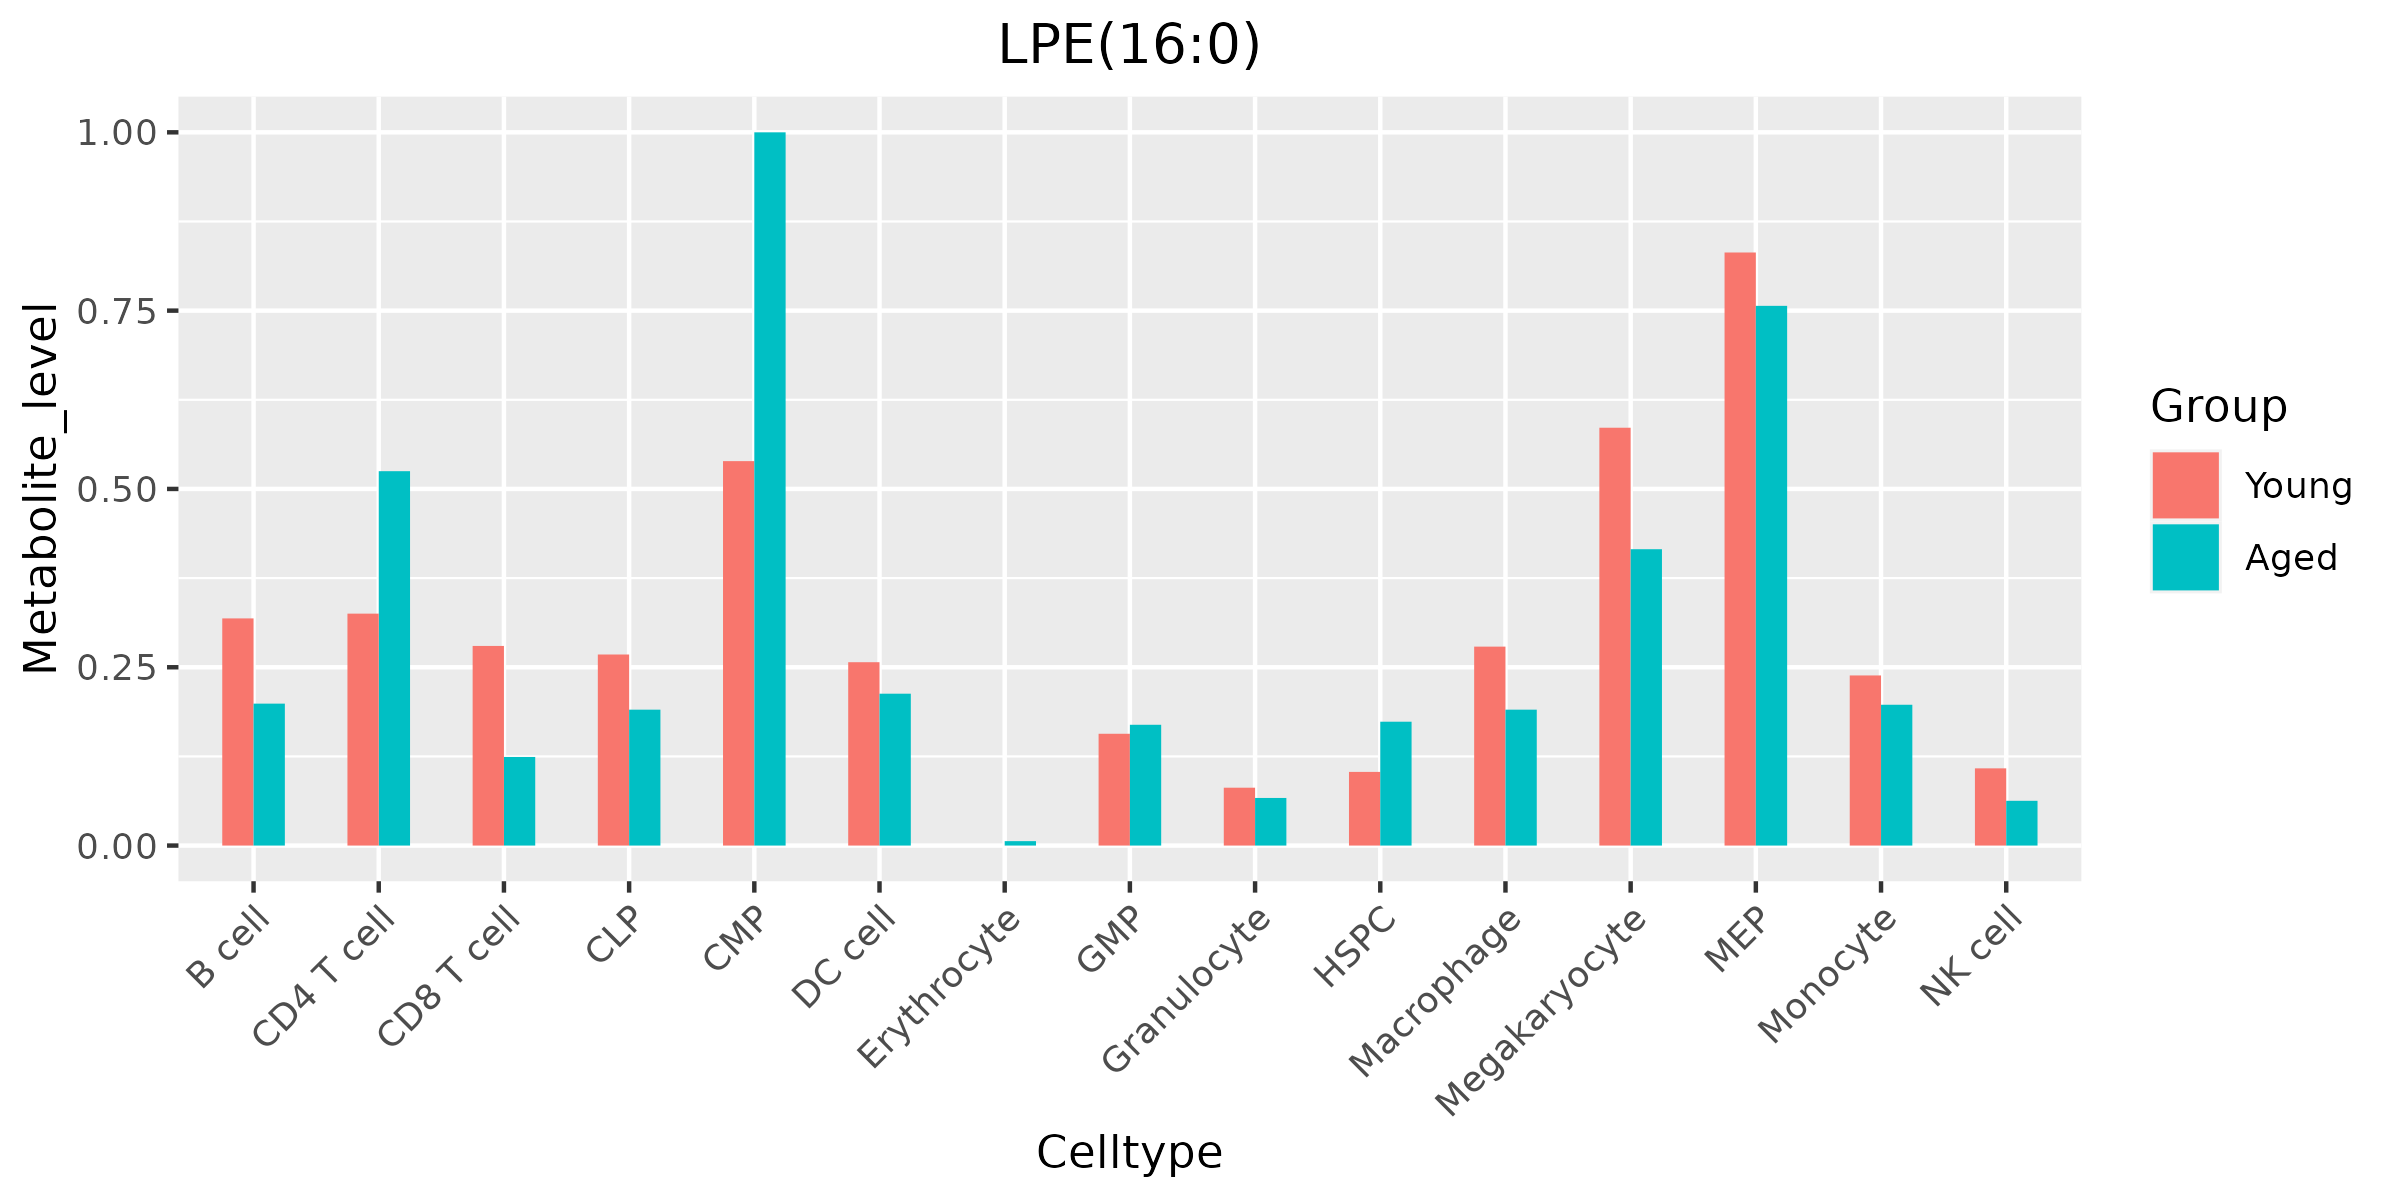 LPE(16:0)
Metabolite_level
1.00
0.75
0.50
0.25
0.00
B cell
CD4 T cell
CD8 T cell
CLP
CMP
DC cell
Erythrocyte
GMP
Granulocyte
HSPC
Macrophage
Megakaryocyte
MEP
Monocyte
NK cell
Celltype
Group
Young
Aged